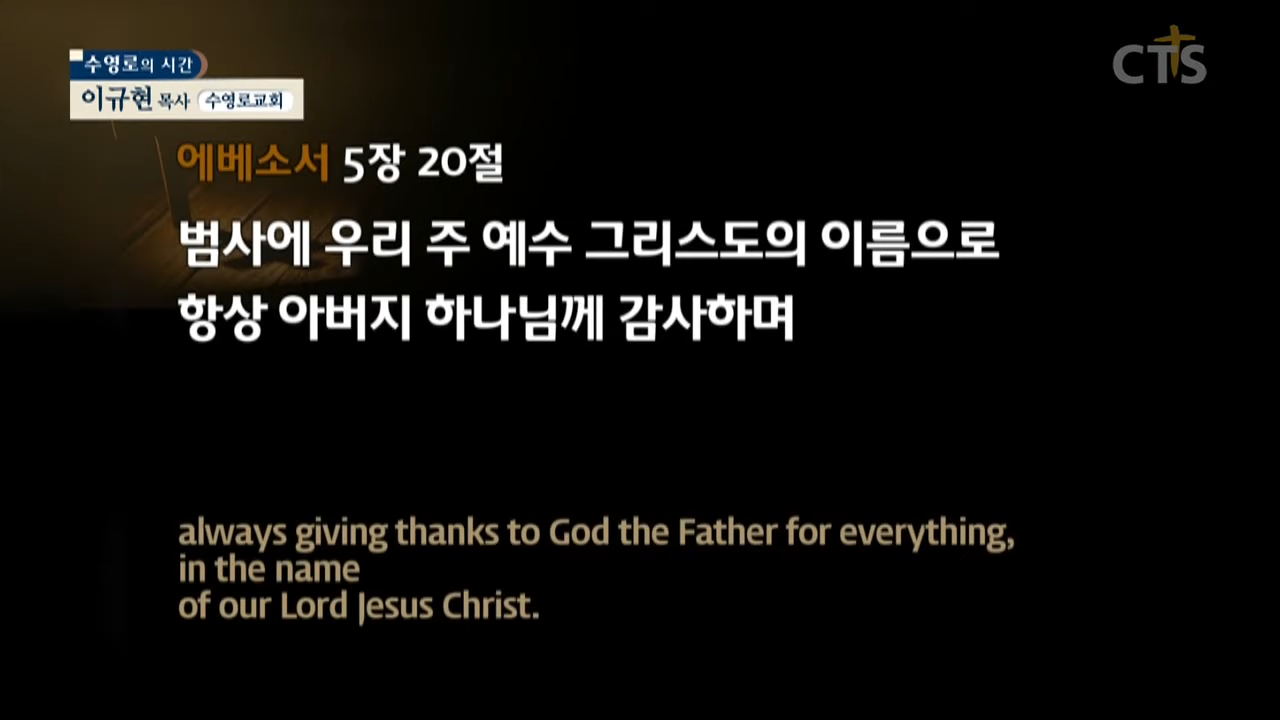 수영로의 시간
CTS
이규현 목사 수영로교회
에베소서 5장 20절
범사에 우리 주 예수 그리스도의 이름으로
항상 아버지 하나님께 감사하며
always giving thanks to God the Father for everything,
in the name
of our Lord Jesus Christ.